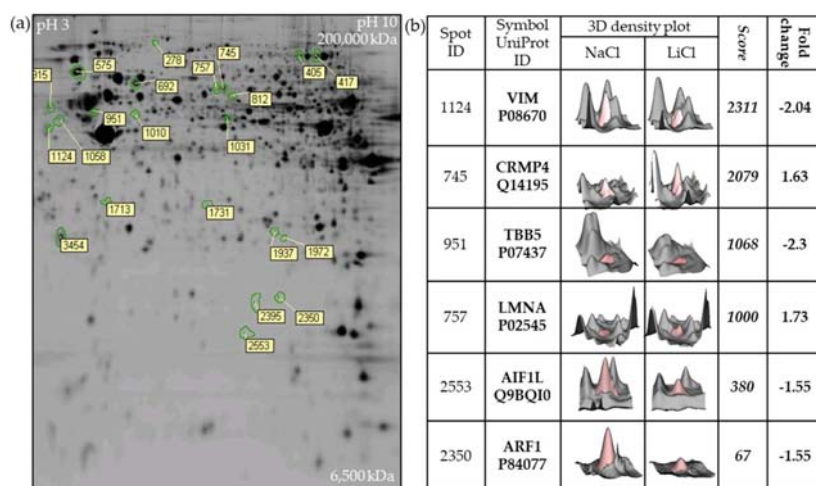 (a)
pH 3
pH 10
200,000 kDa
745
278
757
575
692
405
417
915
812
951
1010
1031
1124
1058
1713
1731
3454
1937
1972
2395
2350
2553
6,500 kDa
(b)
Spot ID
Symbol UniProt ID
3D density plot
NaCl
LiCl
Score
Fold change
1124
VIM
P08670
2311
-2.04
745
CRMP4
Q14195
2079
1.63
951
TBB5
P07437
1068
-2.3
757
LMNA
P02545
1000
1.73
2553
AIF1L
Q9BQI0
380
-1.55
2350
ARF1
P84077
67
-1.55